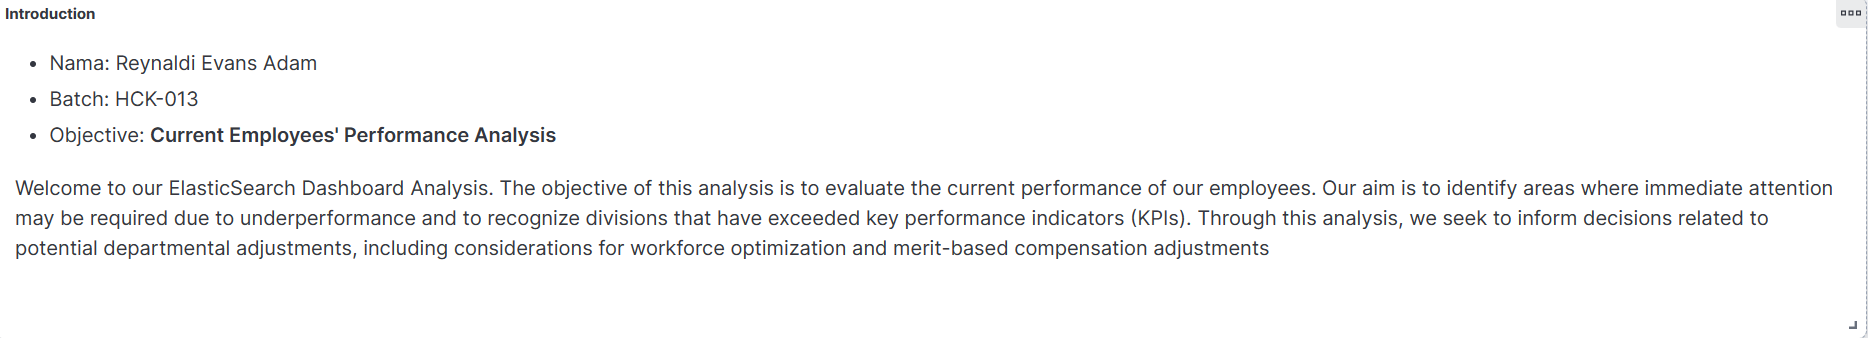 Introduction
• Nama: Reynaldi Evans Adam
• Batch: HCK-013
• Objective: Current Employees' Performance Analysis
Welcome to our ElasticSearch Dashboard Analysis. The objective of this analysis is to evaluate the current performance of our employees. Our aim is to identify areas where immediate attention
may be required due to underperformance and to recognize divisions that have exceeded key performance indicators (KPIs). Through this analysis, we seek to inform decisions related to
potential departmental adjustments, including considerations for workforce optimization and merit-based compensation adjustments